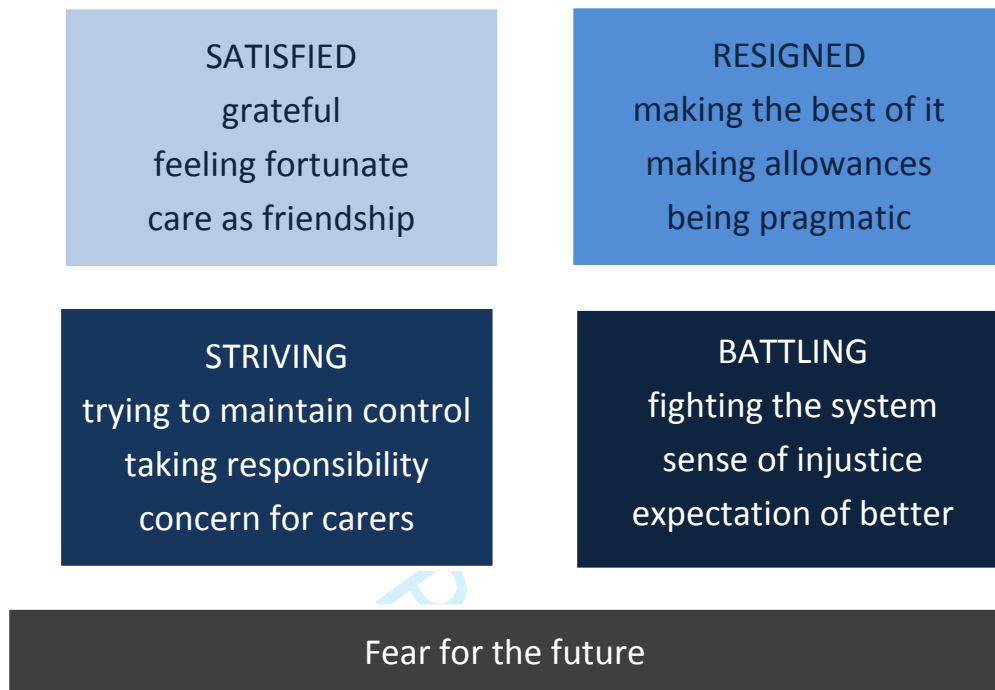 SATISFIED
grateful
feeling fortunate
care as friendship
RESIGNED
making the best of it
making allowances
being pragmatic
STRIVING
trying to maintain control
taking responsibility
concern for carers
BATTLING
fighting the system
sense of injustice
expectation of better
Fear for the future